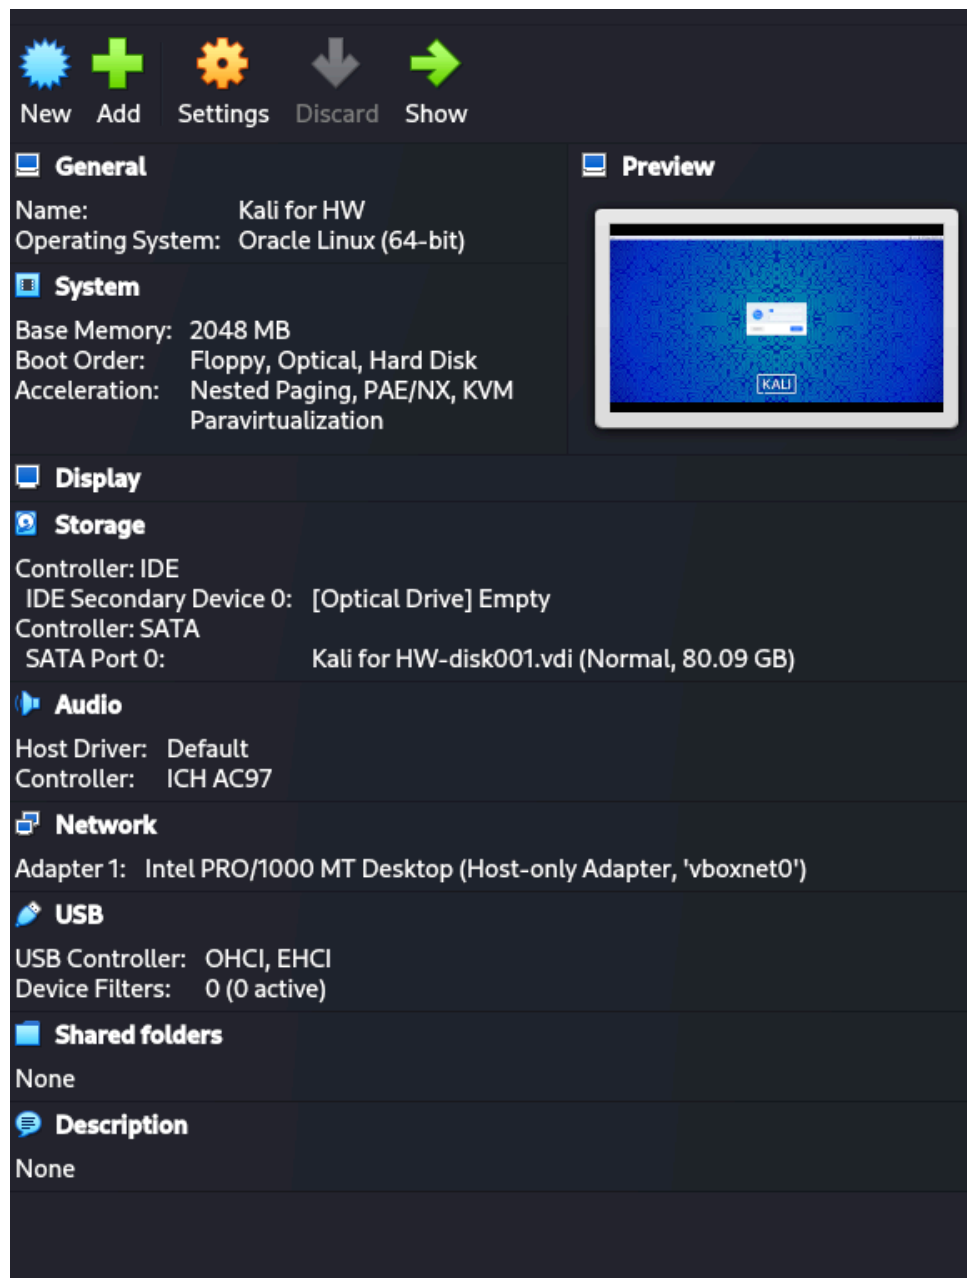 New Add Settings Discard Show
General
Name: Kali for HW
Operating System: Oracle Linux (64-bit)
System
Base Memory: 2048 MB
Boot Order: Floppy, Optical, Hard Disk
Acceleration: Nested Paging, PAE/NX, KVM
Paravirtualization
Preview
KALI
Display
Storage
Controller: IDE
IDE Secondary Device 0: [Optical Drive] Empty
Controller: SATA
SATA Port 0: Kali for HW-disk001.vdi (Normal, 80.09 GB)
Audio
Host Driver: Default
Controller: ICH AC97
Network
Adapter 1: Intel PRO/1000 MT Desktop (Host-only Adapter, 'vboxnet0')
USB
USB Controller: OHCI, EHCI
Device Filters: 0 (0 active)
Shared folders
None
Description
None